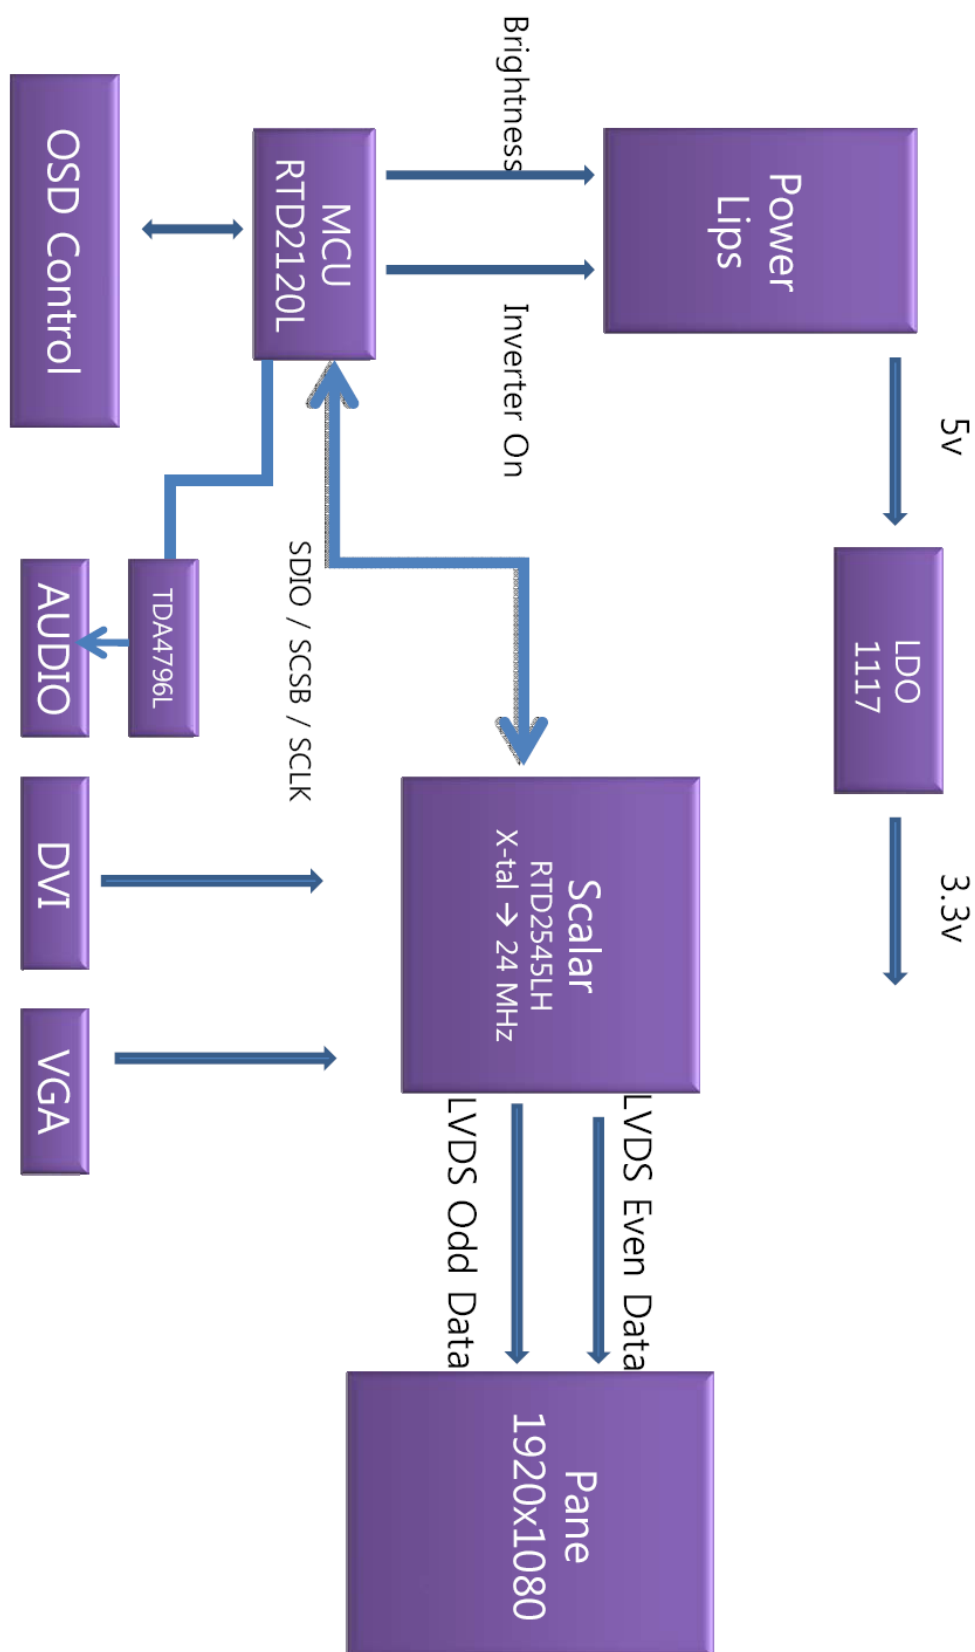 5v
3.3v
Power
Lips
LDO
1117
Brightness
Inverter On
LVDS Even Data
Scalar
RTD2545LH
X-tal → 24 MHz
Pane
1920x1080
LVDS Odd Data
MCU
RTD2120L
SDIO / SCSB / SCLK
TDA4796L
OSD Control
AUDIO
DVI
VGA